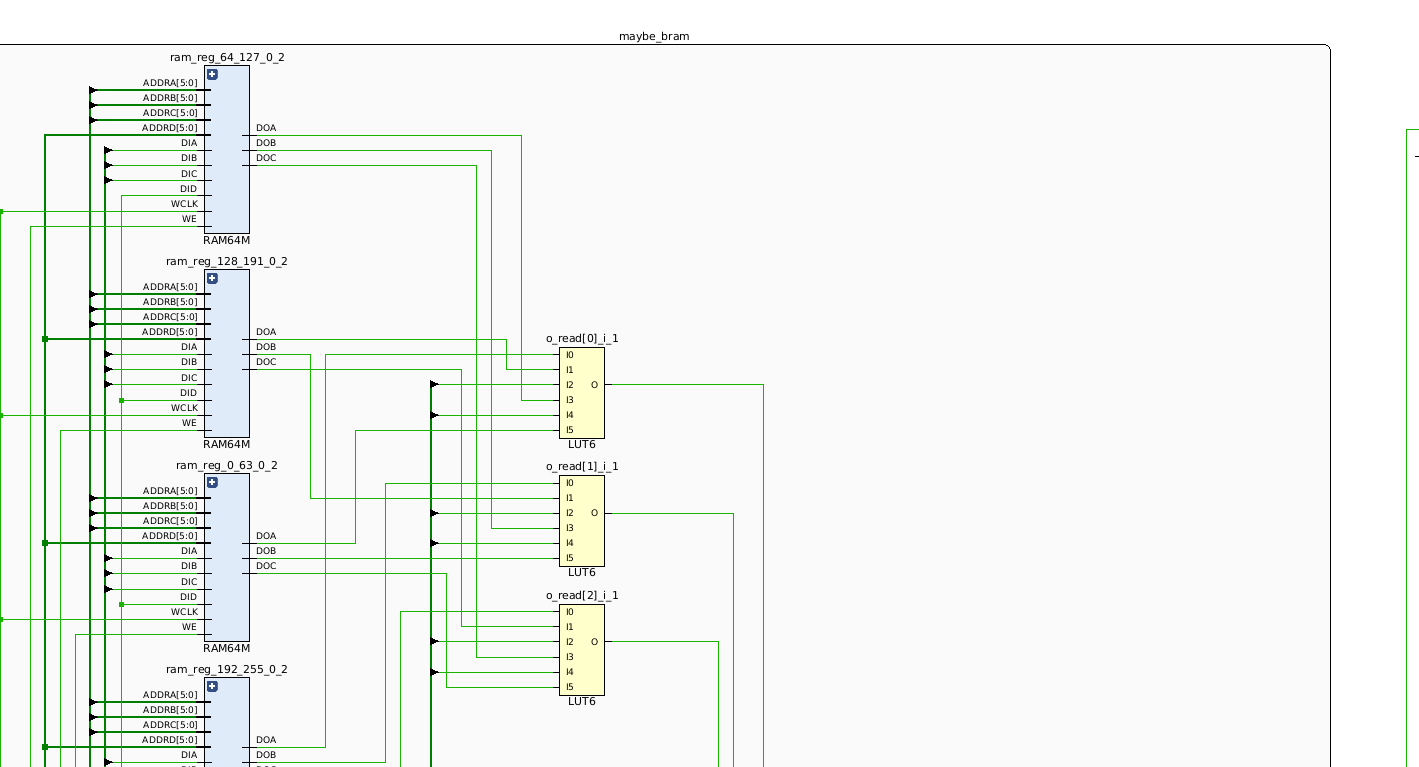 maybe_bram
ram_reg_64_127_0_2
ADDRA[5:0]
ADDRB[5:0]
ADDRC[5:0]
ADDRD[5:0]
DIA
DIB
DIC
DID
WCLK
WE
DOA
DOB
DOC
RAM64M
ram_reg_128_191_0_2
ADDRA[5:0]
ADDRB[5:0]
ADDRC[5:0]
ADDRD[5:0]
DIA
DIB
DIC
DID
WCLK
WE
DOA
DOB
DOC
RAM64M
o_read[0]_i_1
I0
I1
I2
I3
I4
I5
O
LUT6
ram_reg_0_63_0_2
ADDRA[5:0]
ADDRB[5:0]
ADDRC[5:0]
ADDRD[5:0]
DIA
DIB
DIC
DID
WCLK
WE
DOA
DOB
DOC
RAM64M
o_read[1]_i_1
I0
I1
I2
I3
I4
I5
O
LUT6
o_read[2]_i_1
I0
I1
I2
I3
I4
I5
O
LUT6
ram_reg_192_255_0_2
ADDRA[5:0]
ADDRB[5:0]
ADDRC[5:0]
ADDRD[5:0]
DIA
DOA
DOB